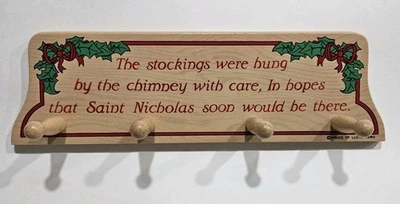 The stockings were hung
by the chimney with care, In hopes
that Saint Nicholas soon would be there.